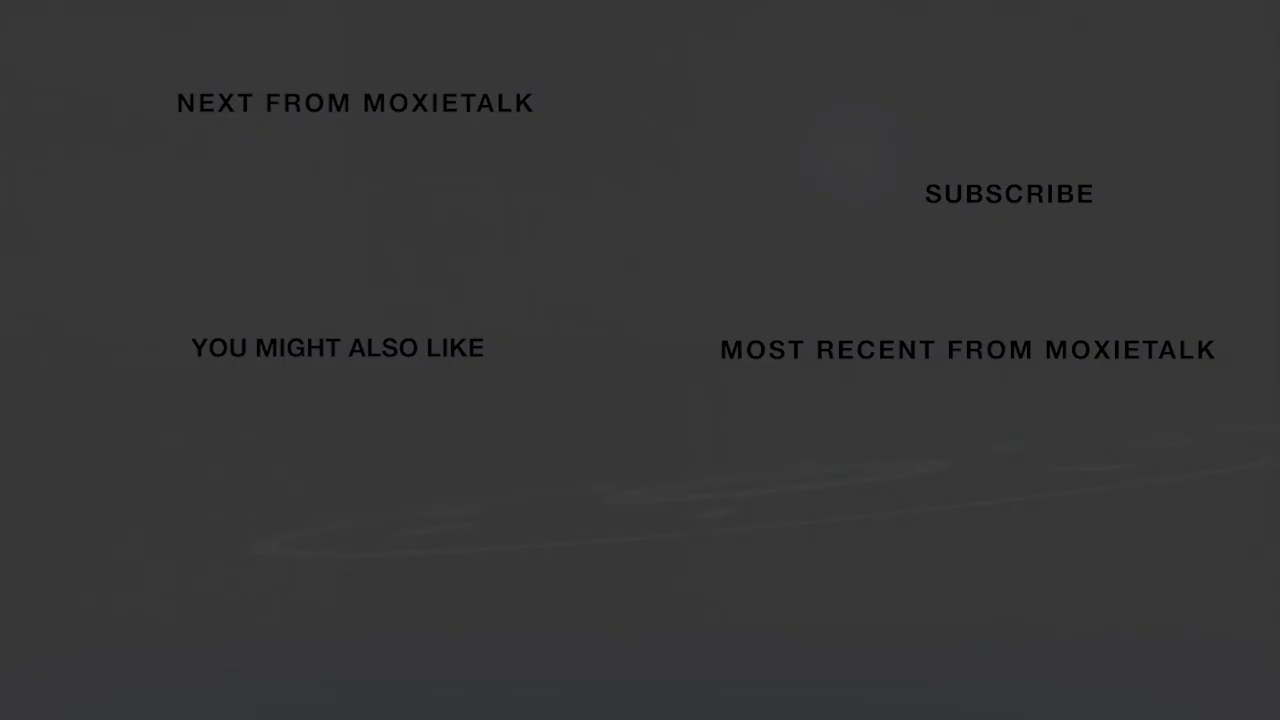 NEXT FROM MOXIETALK
SUBSCRIBE
YOU MIGHT ALSO LIKE
MOST RECENT FROM MOXIETALK